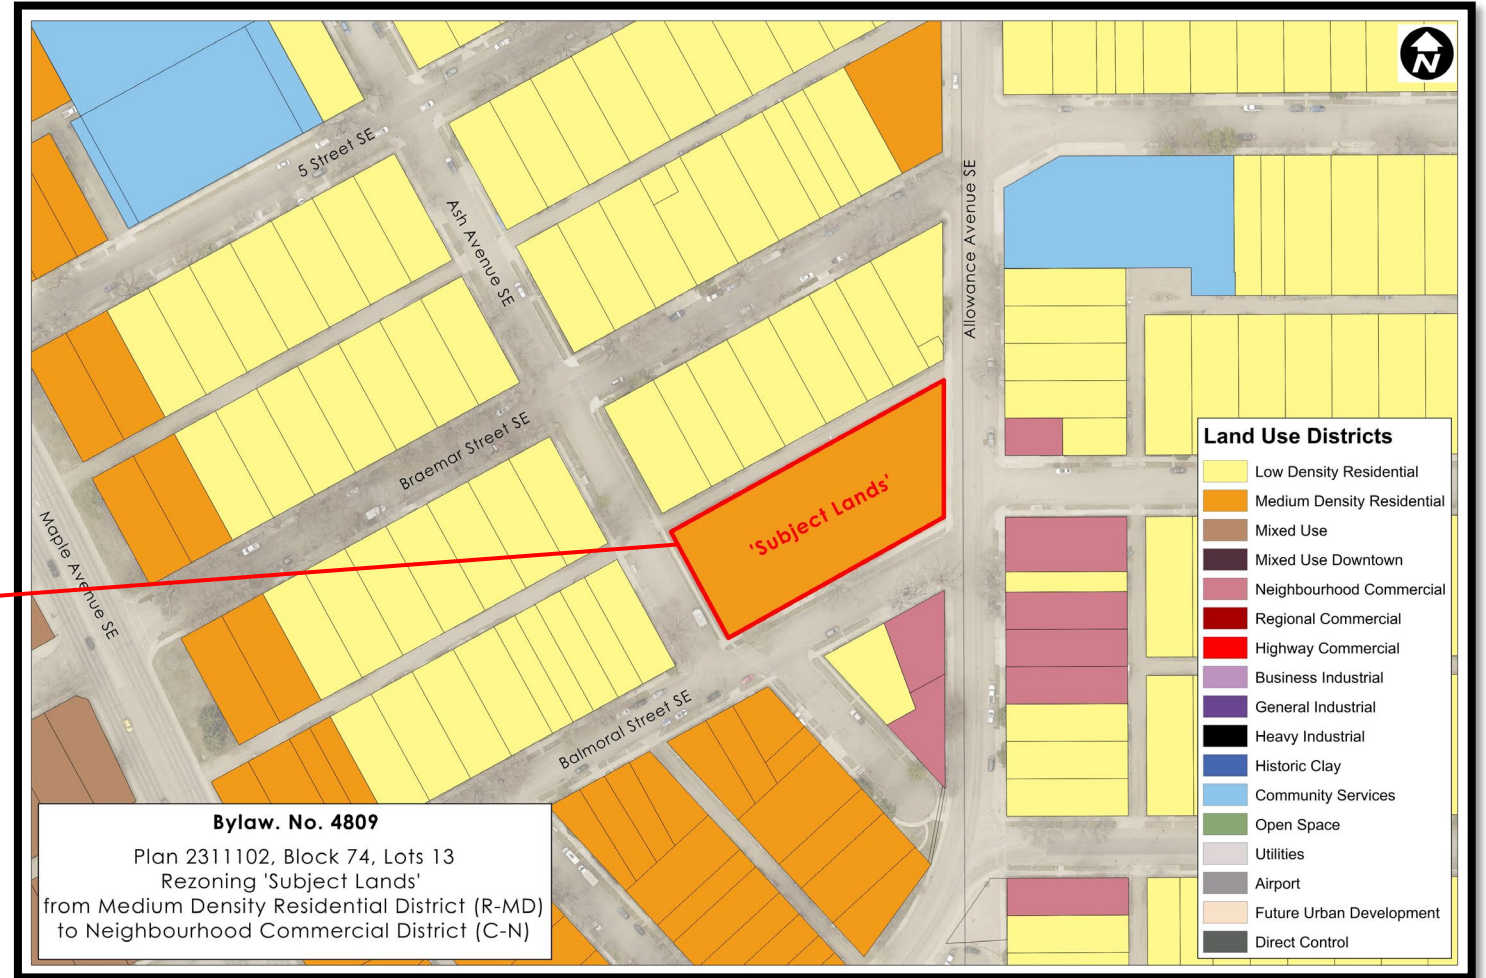 N
5 Street SE
Ash Avenue SE
Allowance Avenue SE
Braemar Street SE
Maple Avenue SE
'Subject Lands'
Balmoral Street SE
Land Use Districts
Low Density Residential
Medium Density Residential
Mixed Use
Mixed Use Downtown
Neighbourhood Commercial
Regional Commercial
Highway Commercial
Business Industrial
General Industrial
Heavy Industrial
Historic Clay
Community Services
Open Space
Utilities
Airport
Future Urban Development
Direct Control
Bylaw. No. 4809
Plan 2311102, Block 74, Lots 13
Rezoning 'Subject Lands'
from Medium Density Residential District (R-MD)
to Neighbourhood Commercial District (C-N)